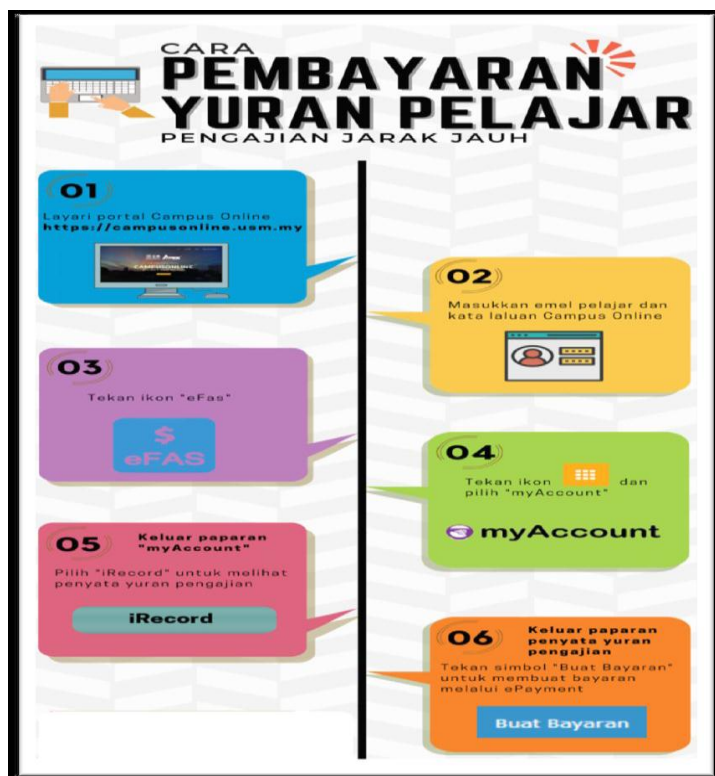 CARA
PEMBAYARAN
YURAN PELAJAR
PENGAJIAN JARAK JAUH
01
Layari portal Campus Online
https://campusonline.usm.my
CAMPUSONLINE
02
Masukkan emel pelajar dan
kata laluan Campus Online
03
Tekan ikon "eFas"
$
eFAS
04
Tekan ikon dan
pilih "myAccount"
myAccount
05
Keluar paparan
"myAccount"
Pilih "iRecord" untuk melihat
penyata yuran pengajian
iRecord
06
Keluar paparan
penyata yuran
pengajian
Tekan simbol "Buat Bayaran"
untuk membuat bayaran
melalui ePayment
Buat Bayaran